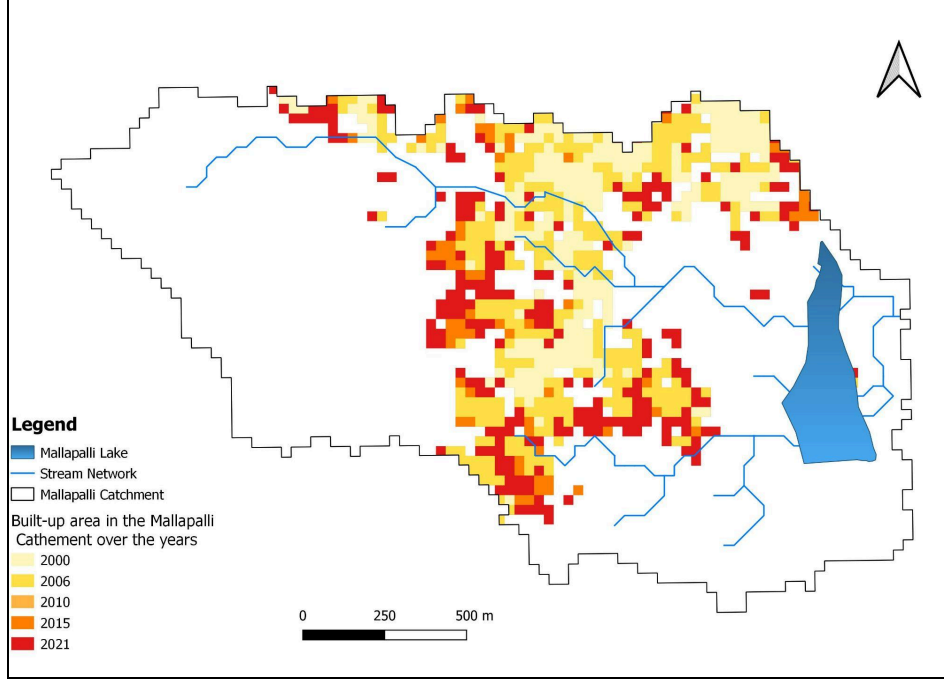 Legend
Mallapalli Lake
Stream Network
Mallapalli Catchment
Built-up area in the Mallapalli
Cathement over the years
2000
2006
2010
2015
2021
0 250 500 m